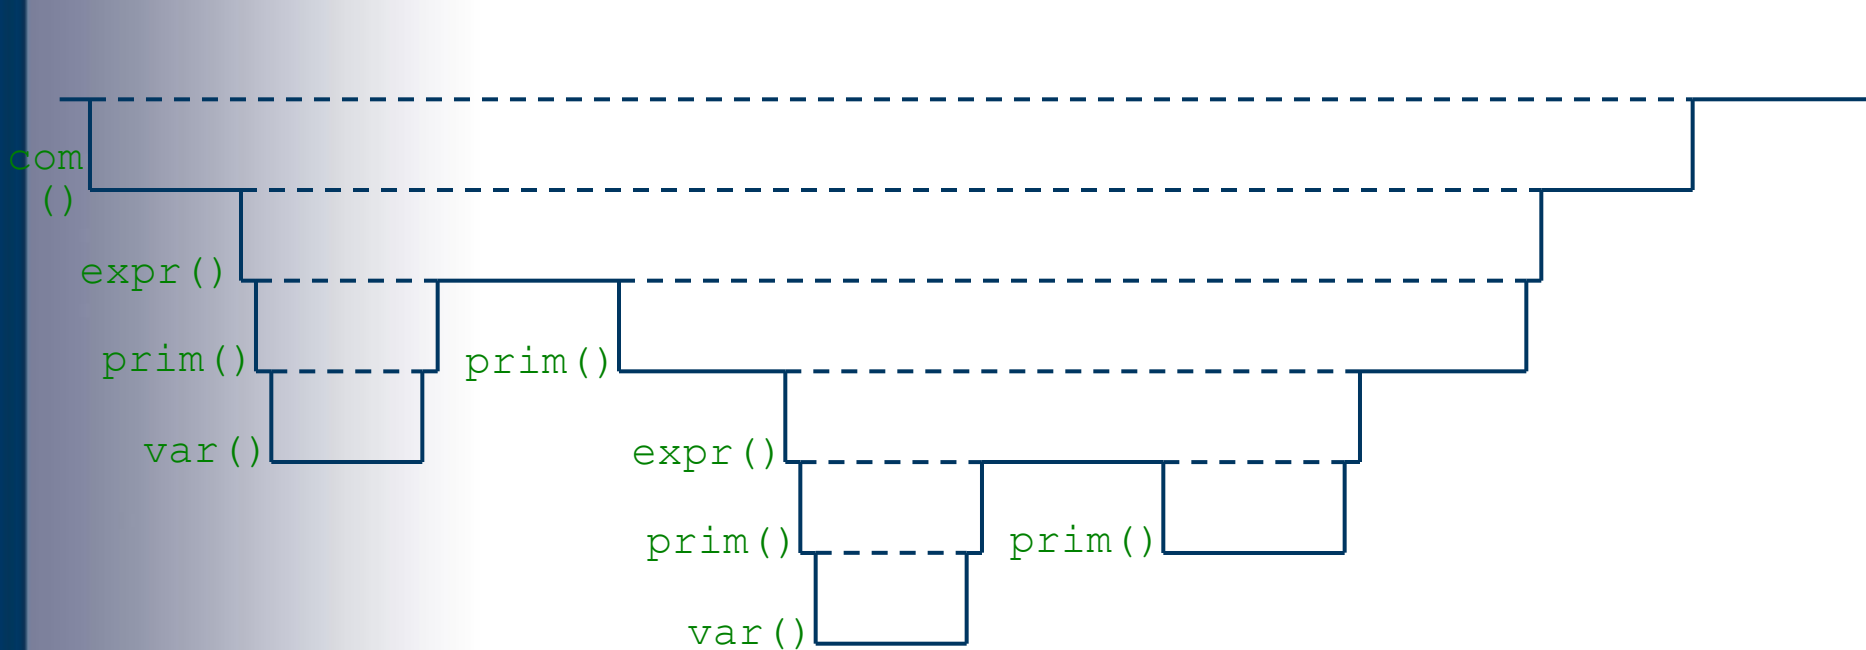 com
()
expr()
prim()
prim()
var()
expr()
prim()
prim()
var()